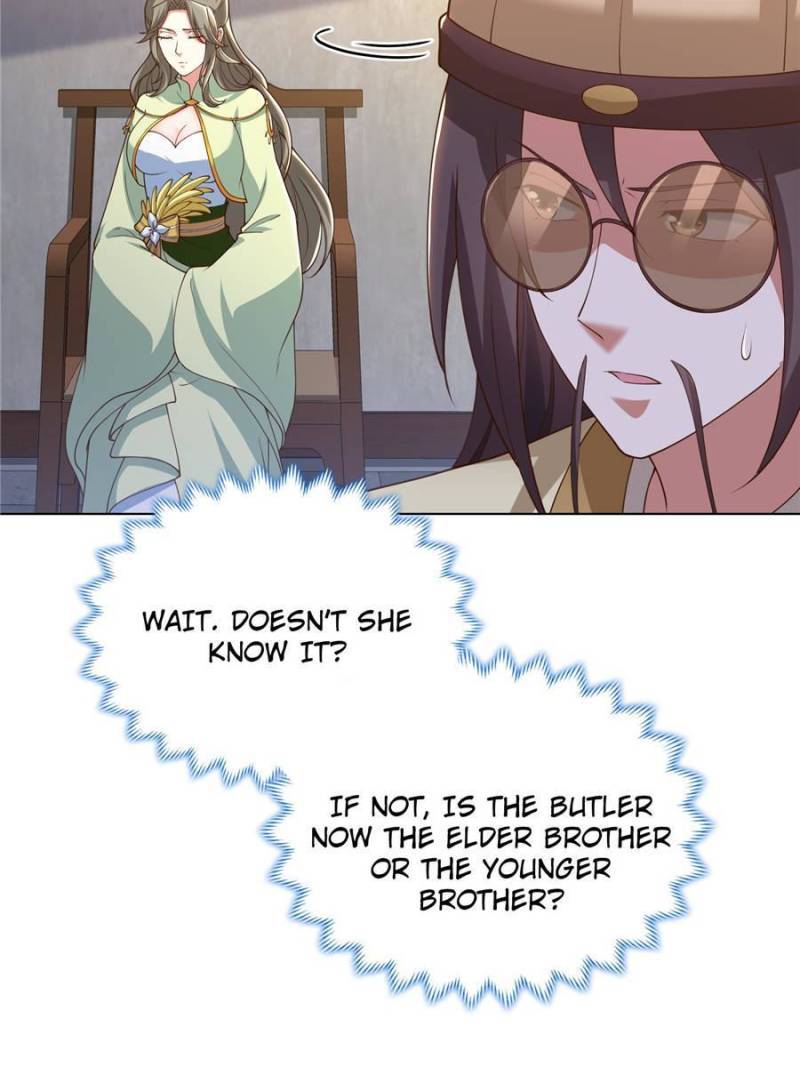 WAIT. DOESN'T SHE
KNOW IT?
IF NOT, IS THE BUTLER
NOW THE ELDER BROTHER
OR THE YOUNGER
BROTHER?